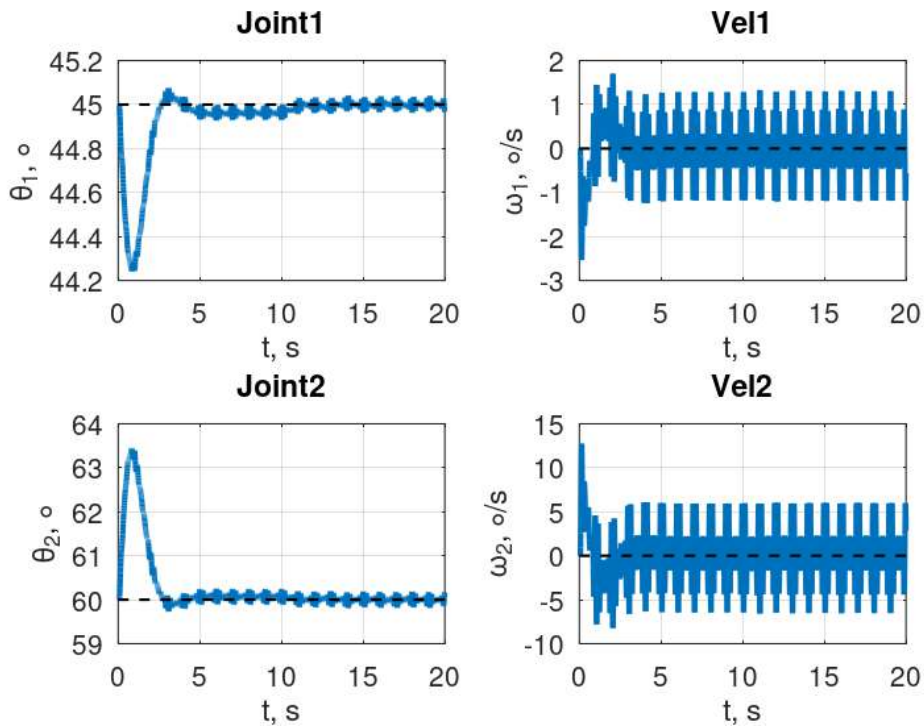 Joint1
45.2
45
44.8
44.6
44.4
44.2
θ1, °
0 5 10 15 20
t, s
Vel1
2
1
0
-1
-2
-3
ω1, °/s
0 5 10 15 20
t, s
Joint2
64
63
62
61
60
59
θ2, °
0 5 10 15 20
t, s
Vel2
15
10
5
0
-5
-10
ω2, °/s
0 5 10 15 20
t, s